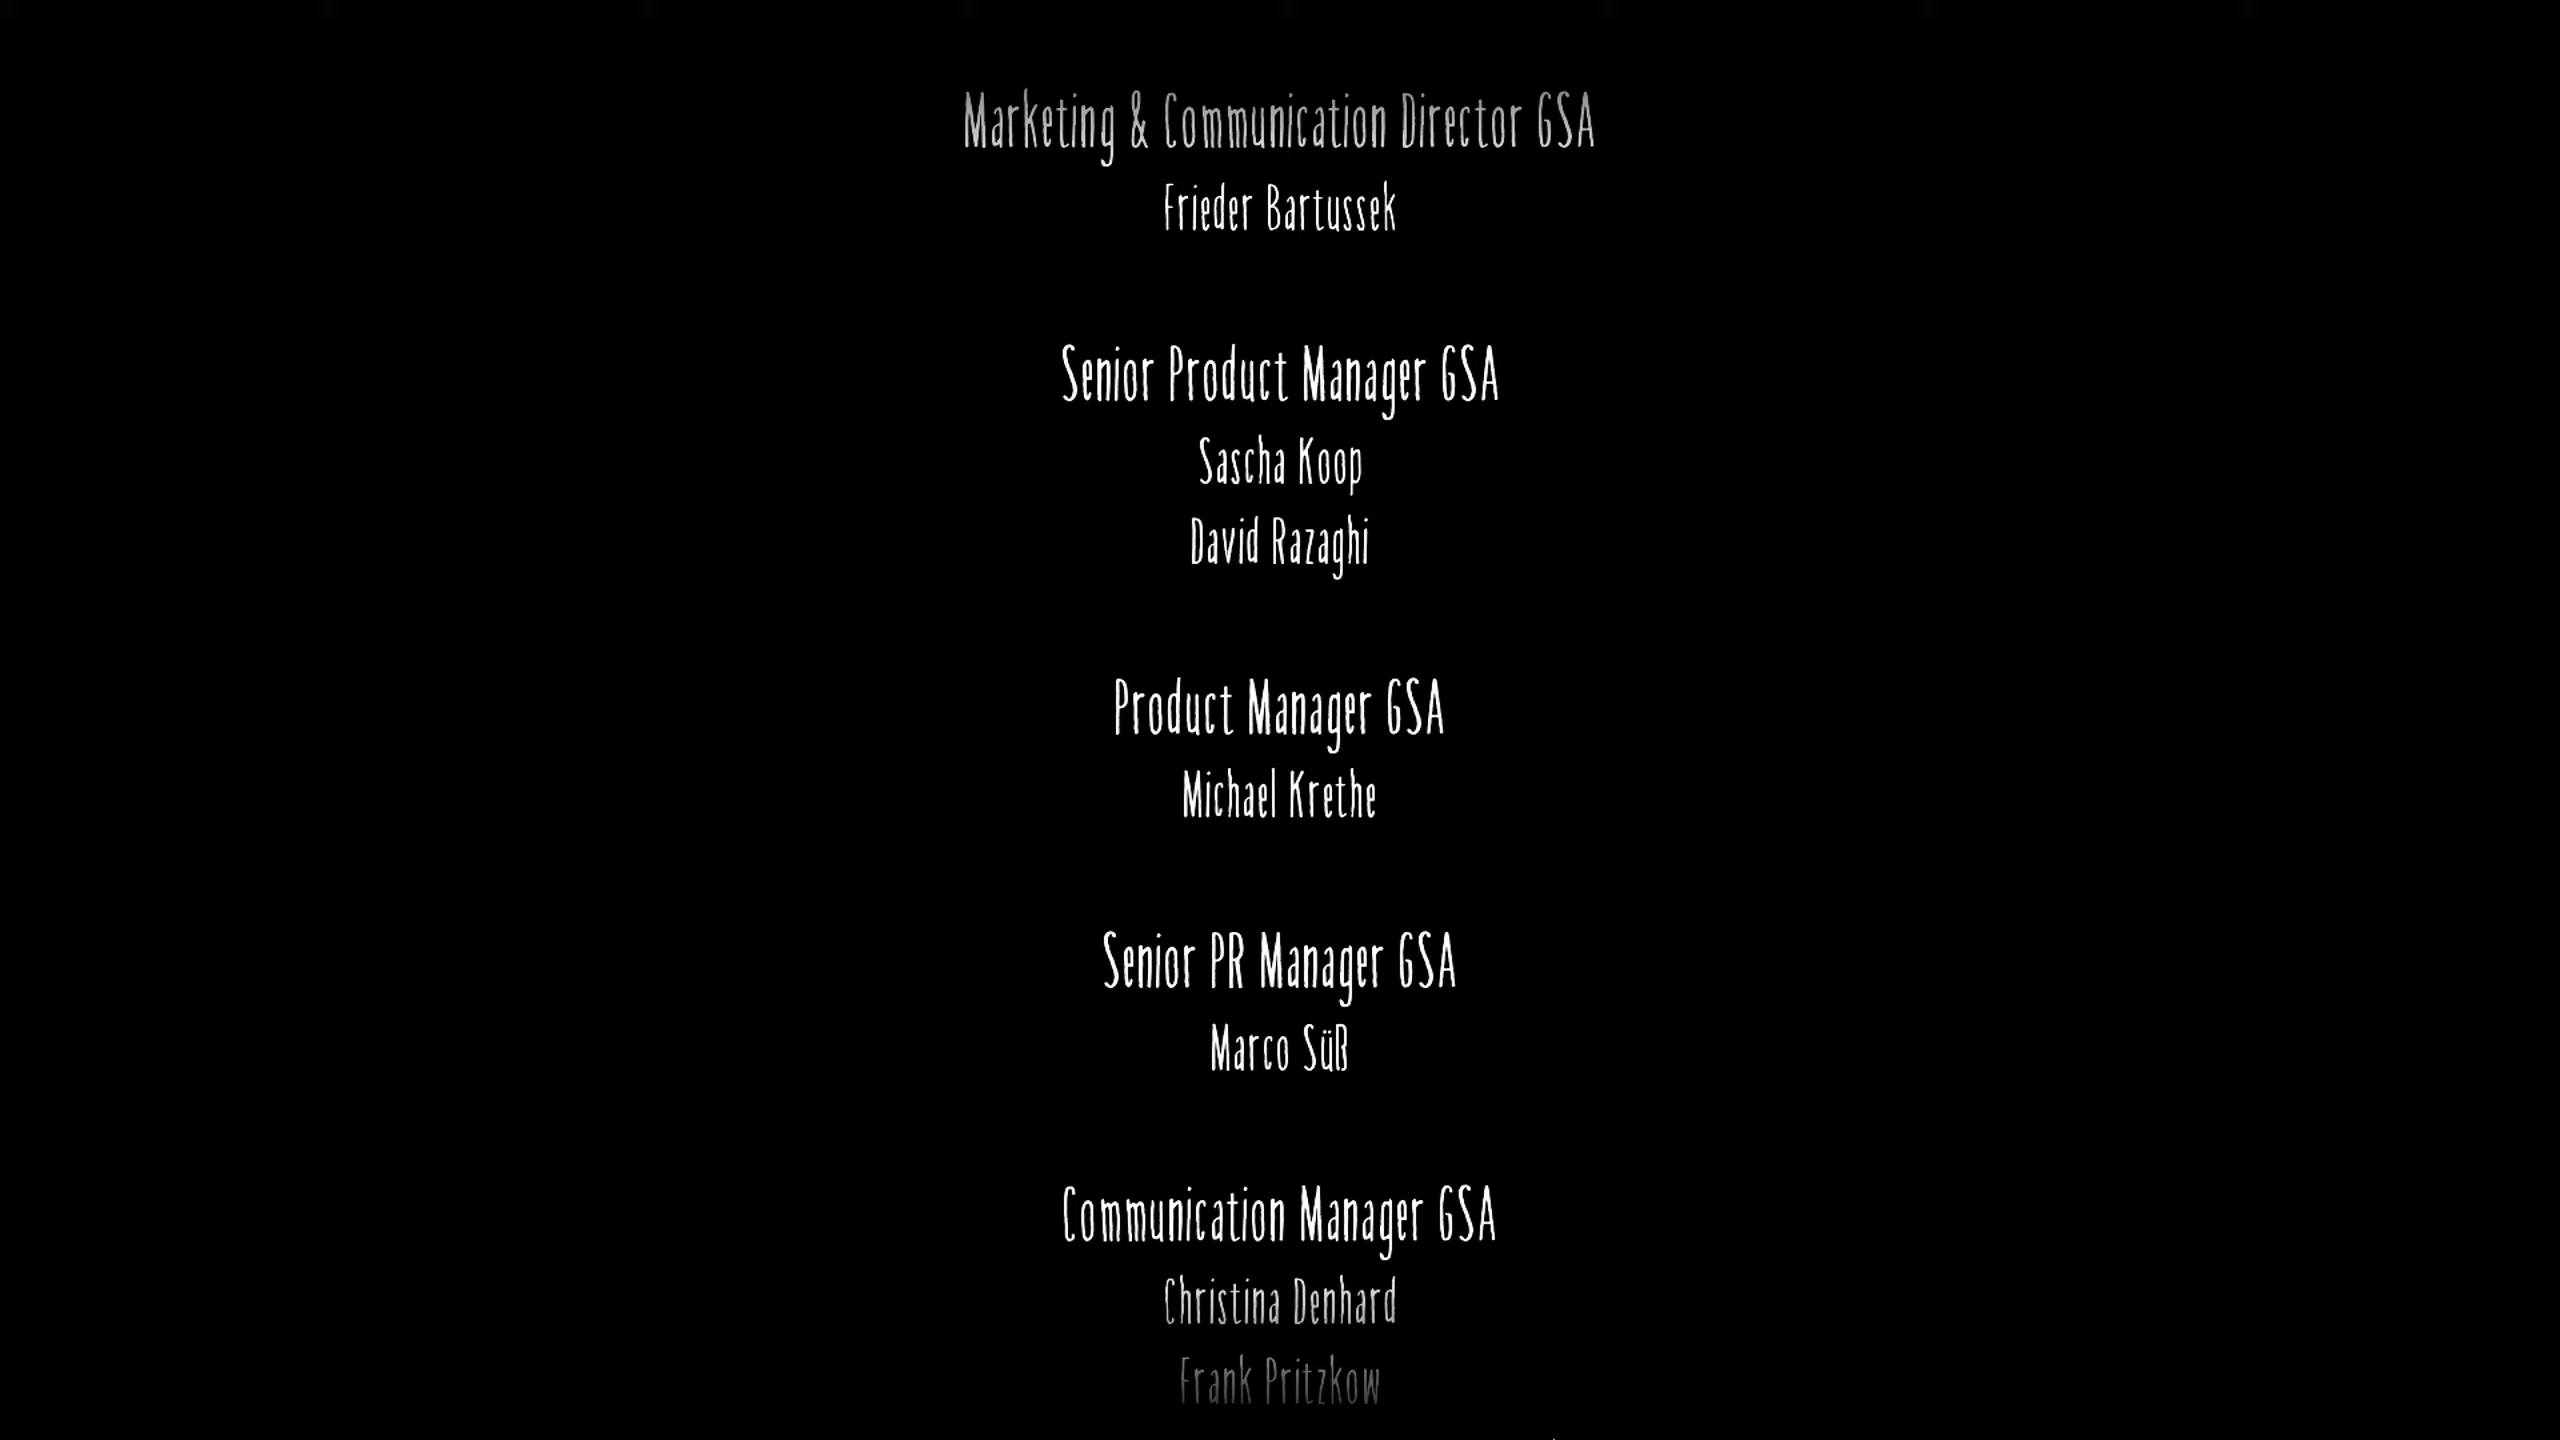 Marketing & Communication Director GSA
Frieder Bartussek
Senior Product Manager GSA
Sascha Koop
David Razaghi
Product Manager GSA
Michael Krethe
Senior PR Manager GSA
Marco Süß
Communication Manager GSA
Christina Denhard
Frank Pritzkow